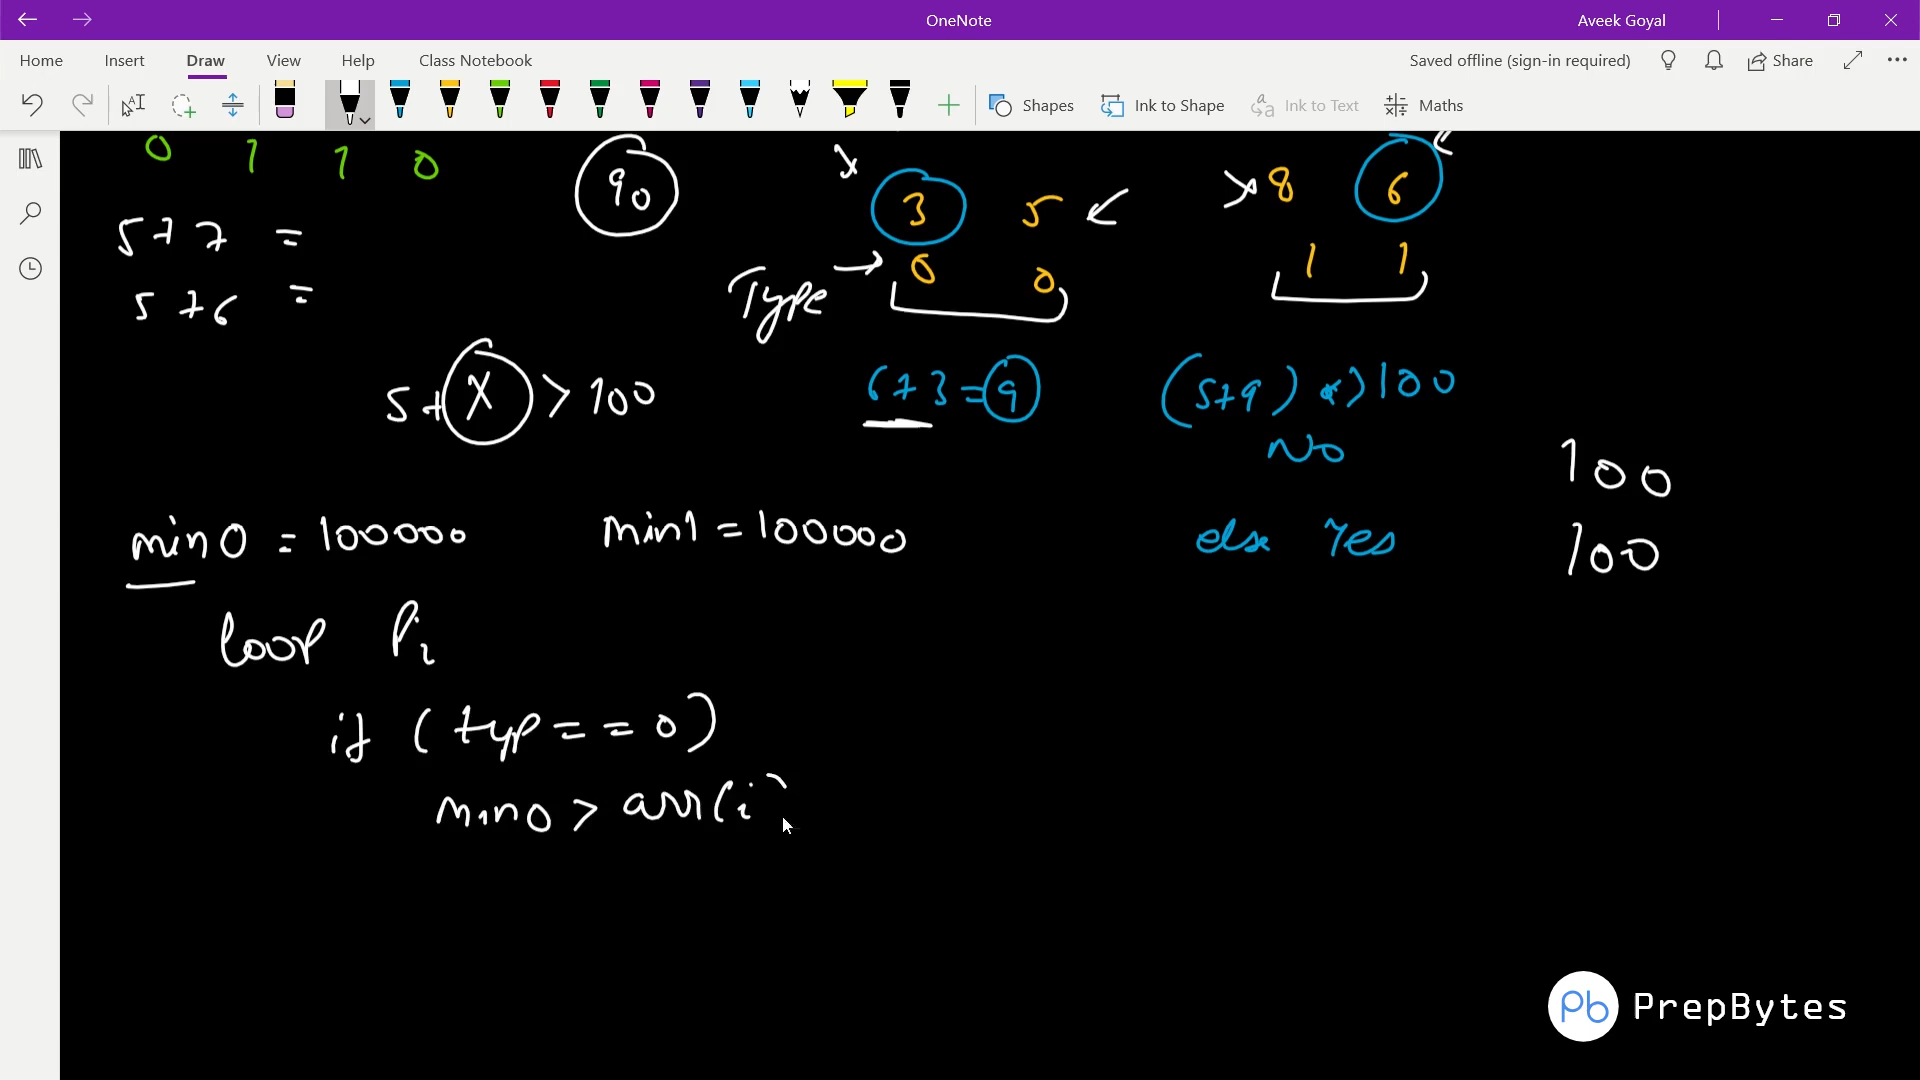 OneNote
Aveek Goyal
Home Insert Draw View Help Class Notebook
Saved offline (sign-in required) Share
Shapes Ink to Shape Ink to Text Maths
0 1 1 0
90
3 5
8 6
5+7 =
Type 0 0
1 1
5+6 =
5+X > 100
6+3=9
(5+9) > 100
No
100
min0 = 100000
min1 = 100000
else Yes
100
loop Pi
if (typ == 0)
min0 > arr(i)
Pb PrepBytes